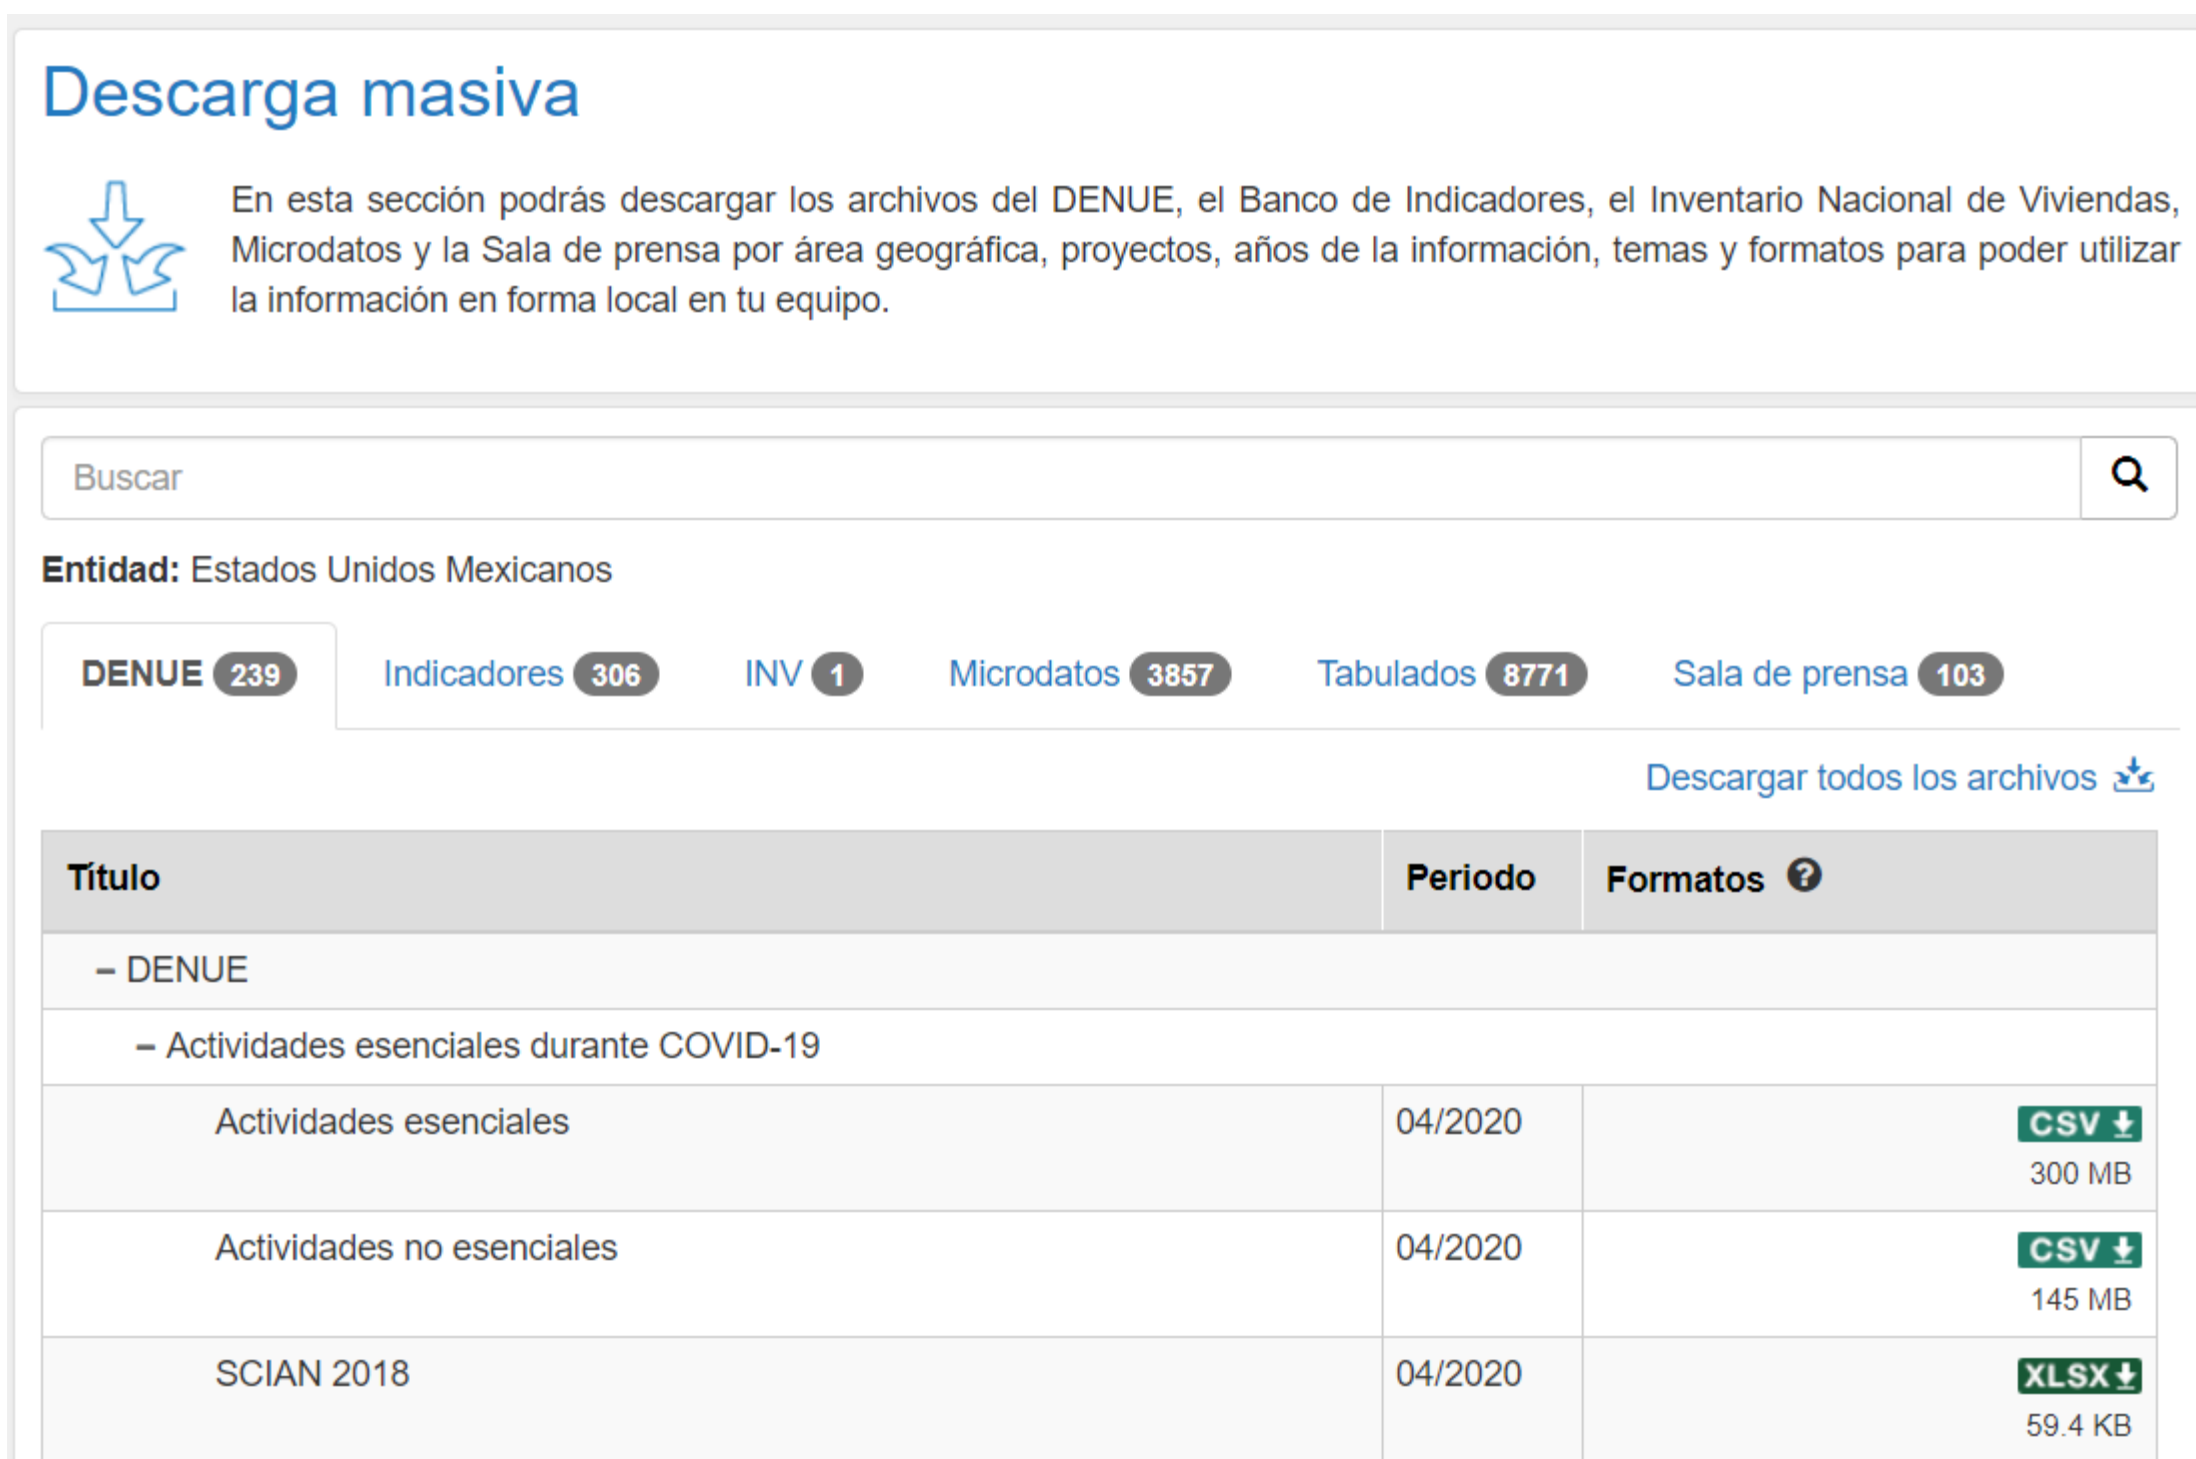 Descarga masiva
En esta sección podrás descargar los archivos del DENUE, el Banco de Indicadores, el Inventario Nacional de Viviendas,
Microdatos y la Sala de prensa por área geográfica, proyectos, años de la información, temas y formatos para poder utilizar
la información en forma local en tu equipo.
Buscar
Entidad: Estados Unidos Mexicanos
DENUE 239 Indicadores 306 INV 1 Microdatos 3857 Tabulados 8771 Sala de prensa 103
Descargar todos los archivos
Título Periodo Formatos ?
– DENUE
– Actividades esenciales durante COVID-19
Actividades esenciales 04/2020 CSV
300 MB
Actividades no esenciales 04/2020 CSV
145 MB
SCIAN 2018 04/2020 XLSX
59.4 KB